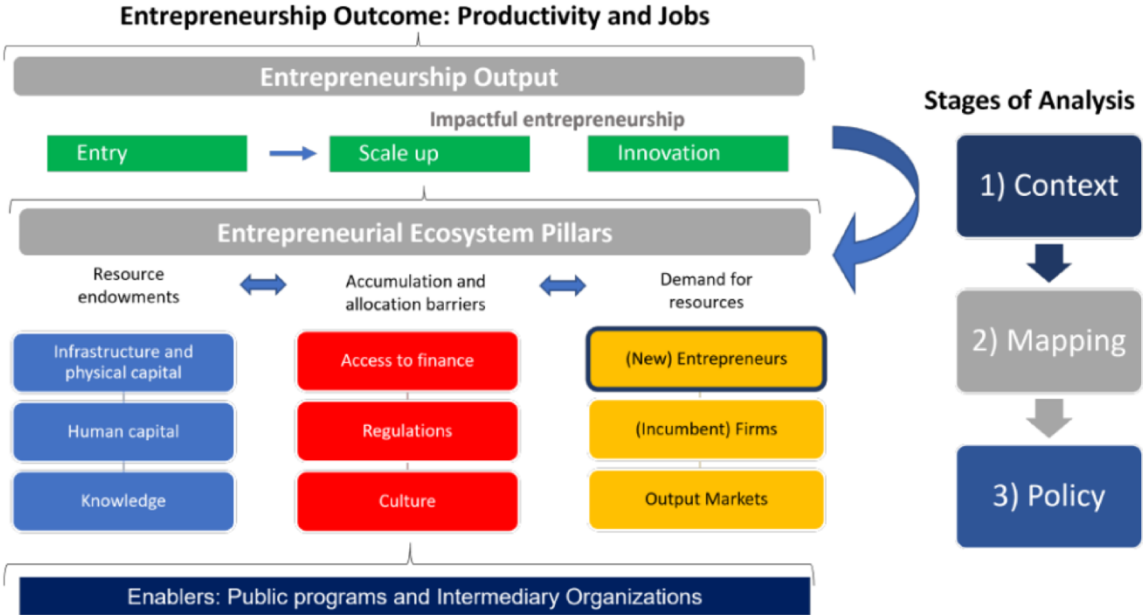 Entrepreneurship Outcome: Productivity and Jobs
Entrepreneurship Output
Impactful entrepreneurship
Entry
Scale up
Innovation
Entrepreneurial Ecosystem Pillars
Resource
endowments
Accumulation and
allocation barriers
Demand for
resources
Infrastructure and
physical capital
Access to finance
(New) Entrepreneurs
Human capital
Regulations
(Incumbent) Firms
Knowledge
Culture
Output Markets
Enablers: Public programs and Intermediary Organizations
Stages of Analysis
1) Context
2) Mapping
3) Policy